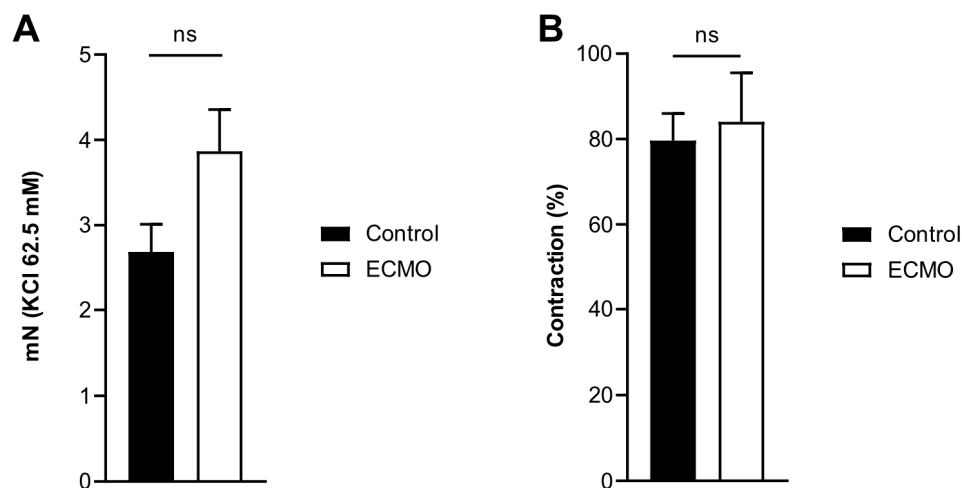 A
ns
5
4
3
2
1
0
mN (KCl 62.5 mM)
Control
ECMO
B
ns
100
80
60
40
20
0
Contraction (%)
Control
ECMO